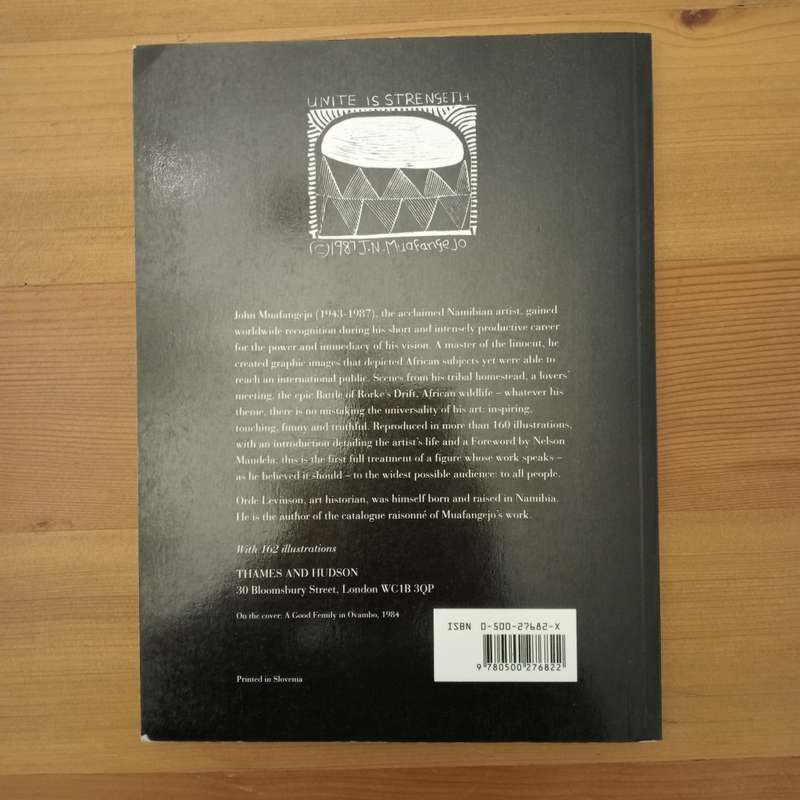 UNITE IS STRENGETH
(C)1987 J.N.Muafangejo
John Muafangejo (1943-1987), the acclaimed Namibian artist, gained
worldwide recognition during his short and intensely productive career
for the power and immediacy of his vision. A master of the linocut, he
created graphic images that depicted African subjects yet were able to
reach an international public. Scenes from his tribal homestead, a lovers'
meeting, the epic Battle of Rorke's Drift, African wildlife – whatever his
theme, there is no mistaking the universality of his art: inspiring,
touching, funny and truthful. Reproduced in more than 160 illustrations,
with an introduction detailing the artist's life and a Foreword by Nelson
Mandela, this is the first full treatment of a figure whose work speaks –
as he believed it should – to the widest possible audience: to all people.
Orde Levinson, art historian, was himself born and raised in Namibia.
He is the author of the catalogue raisonné of Muafangejo's work.
With 162 illustrations
THAMES AND HUDSON
30 Bloomsbury Street, London WC1B 3QP
On the cover: A Good Femily in Ovambo, 1984
ISBN 0-500-27682-X
9 780500 276822
Printed in Slovenia